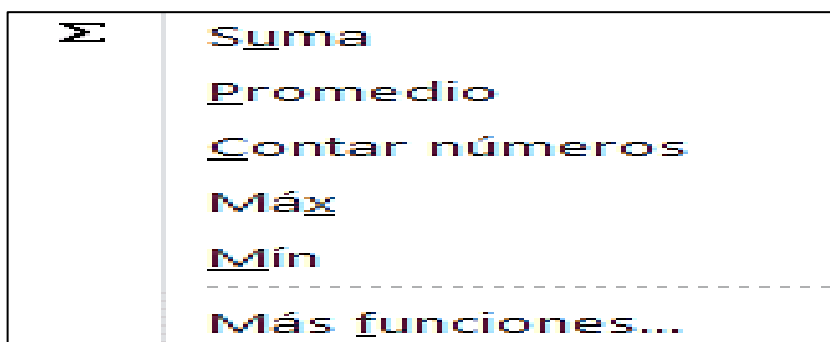 Σ Suma
Promedio
Contar números
Máx
Mín
Más funciones...